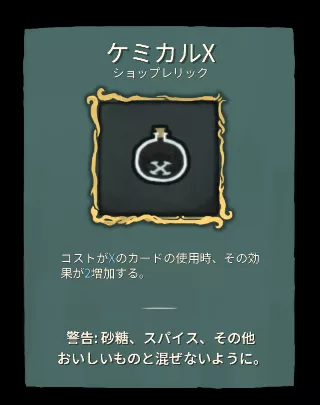 ケミカルX
ショップレリック
X
コストがXのカードの使用時、その効
果が2増加する。
警告: 砂糖、スパイス、その他
おいしいものと混ぜないように。